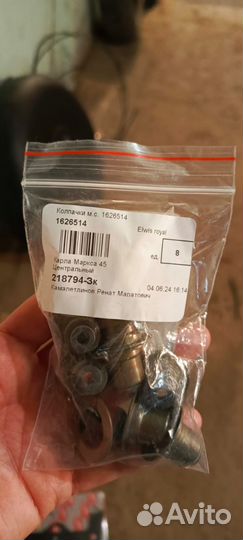 Колпачки м.с. 1626514
1626514
Elwis royal
ед.
8
Карла Маркса 45
Центральный
218794-Зк
04.06.24 16:14
Камалетдинов Ренат Маратович
Avito